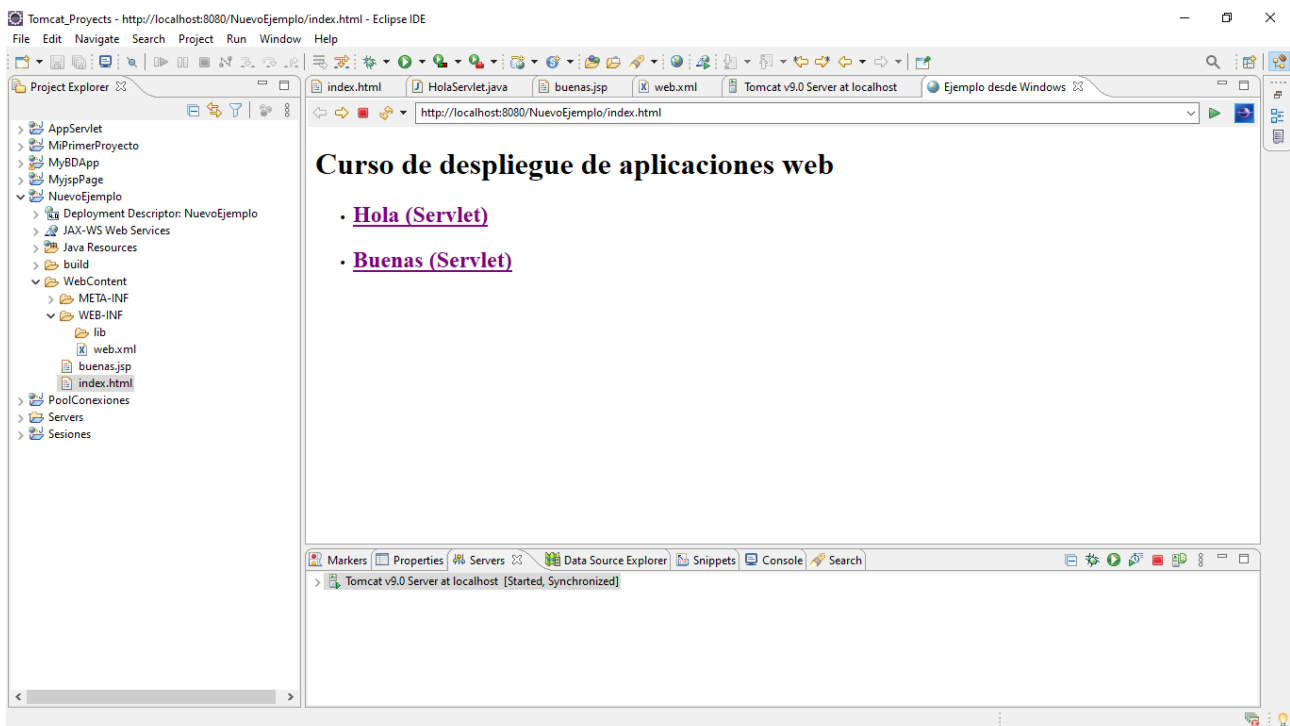 Tomcat_Proyects - http://localhost:8080/NuevoEjemplo/index.html - Eclipse IDE
File Edit Navigate Search Project Run Window Help
Project Explorer
index.html HolaServlet.java buenas.jsp web.xml Tomcat v9.0 Server at localhost Ejemplo desde Windows
http://localhost:8080/NuevoEjemplo/index.html
AppServlet
MiPrimerProyecto
MyBDApp
MyjspPage
NuevoEjemplo
Deployment Descriptor: NuevoEjemplo
JAX-WS Web Services
Java Resources
build
WebContent
META-INF
WEB-INF
lib
web.xml
buenas.jsp
index.html
PoolConexiones
Servers
Sesiones
Curso de despliegue de aplicaciones web
• Hola (Servlet)
• Buenas (Servlet)
Markers Properties Servers Data Source Explorer Snippets Console Search
Tomcat v9.0 Server at localhost [Started, Synchronized]